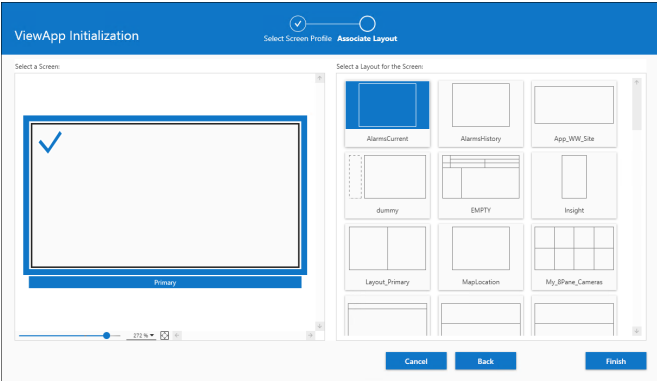 ViewApp Initialization
Select Screen Profile Associate Layout
Select a Screen:
Select a Layout for the Screen:
AlarmsCurrent AlarmsHistory App_WW_Site
dummy EMPTY Insight
Primary
Layout_Primary MapLocation My_8Pane_Cameras
272 %
Cancel Back Finish